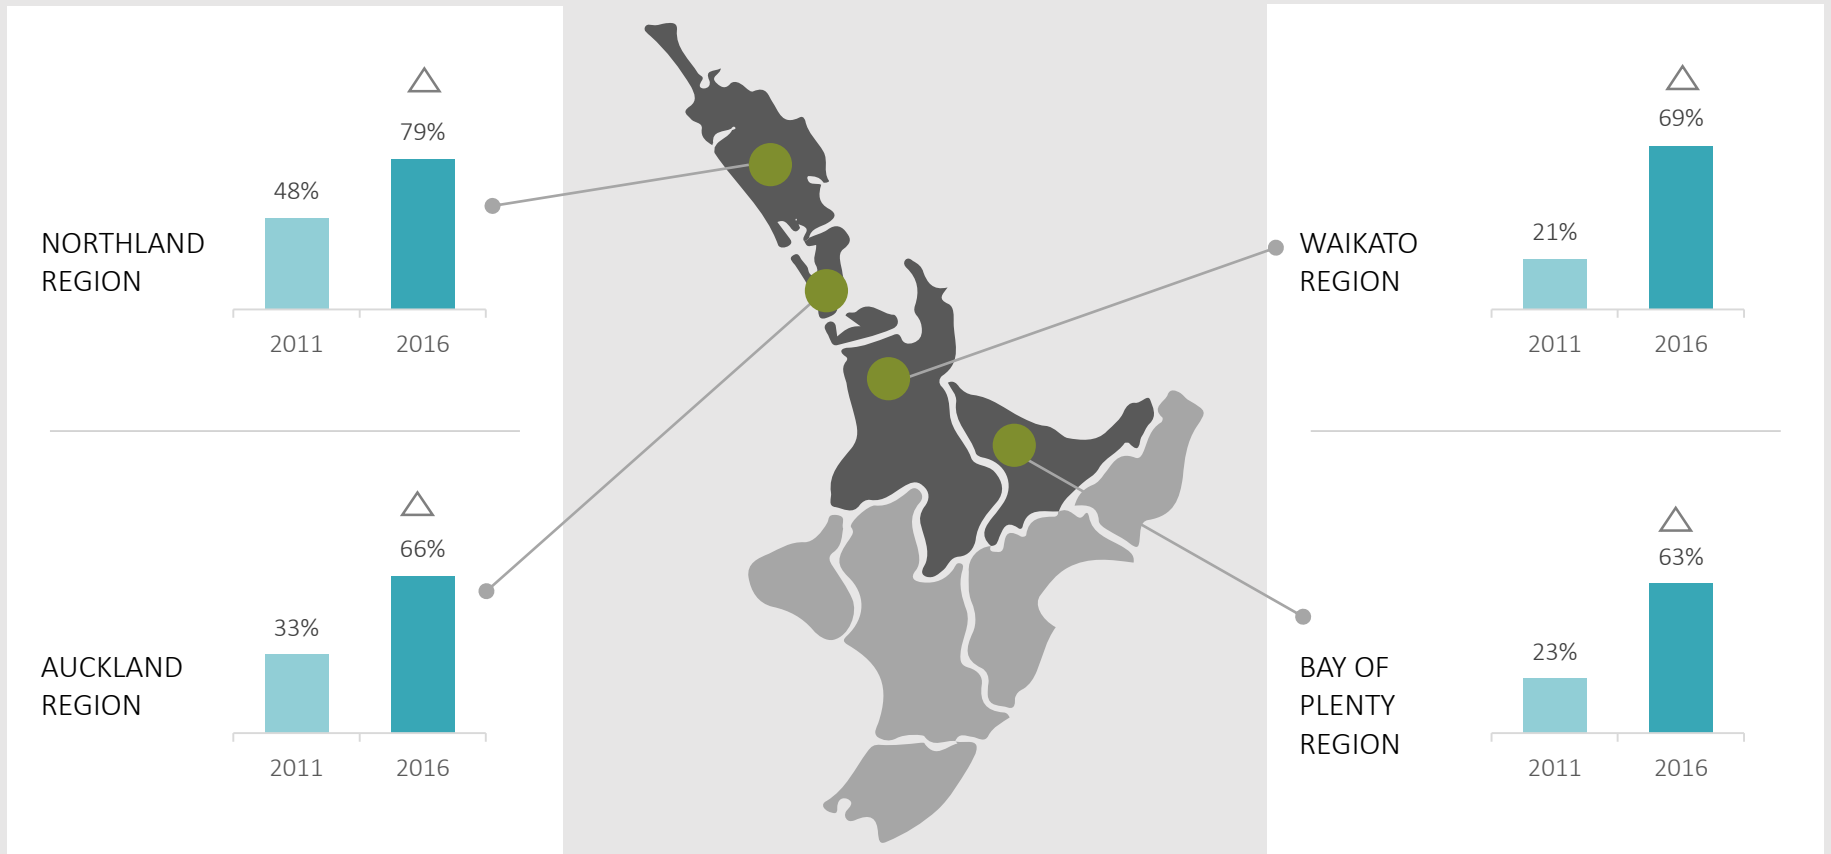 79%
48%
NORTHLAND
REGION
2011
2016
66%
33%
AUCKLAND
REGION
2011
2016
69%
21%
WAIKATO
REGION
2011
2016
63%
23%
BAY OF
PLENTY
REGION
2011
2016